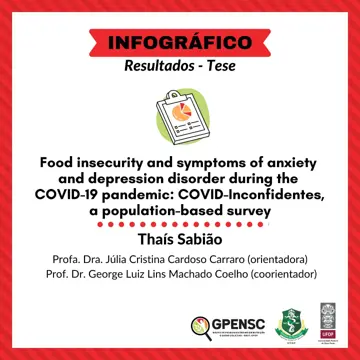 INFOGRÁFICO
Resultados - Tese
Food insecurity and symptoms of anxiety
and depression disorder during the
COVID-19 pandemic: COVID-Inconfidentes,
a population-based survey
Thaís Sabião
Profa. Dra. Júlia Cristina Cardoso Carraro (orientadora)
Prof. Dr. George Luiz Lins Machado Coelho (coorientador)
GPENSC
UFOP